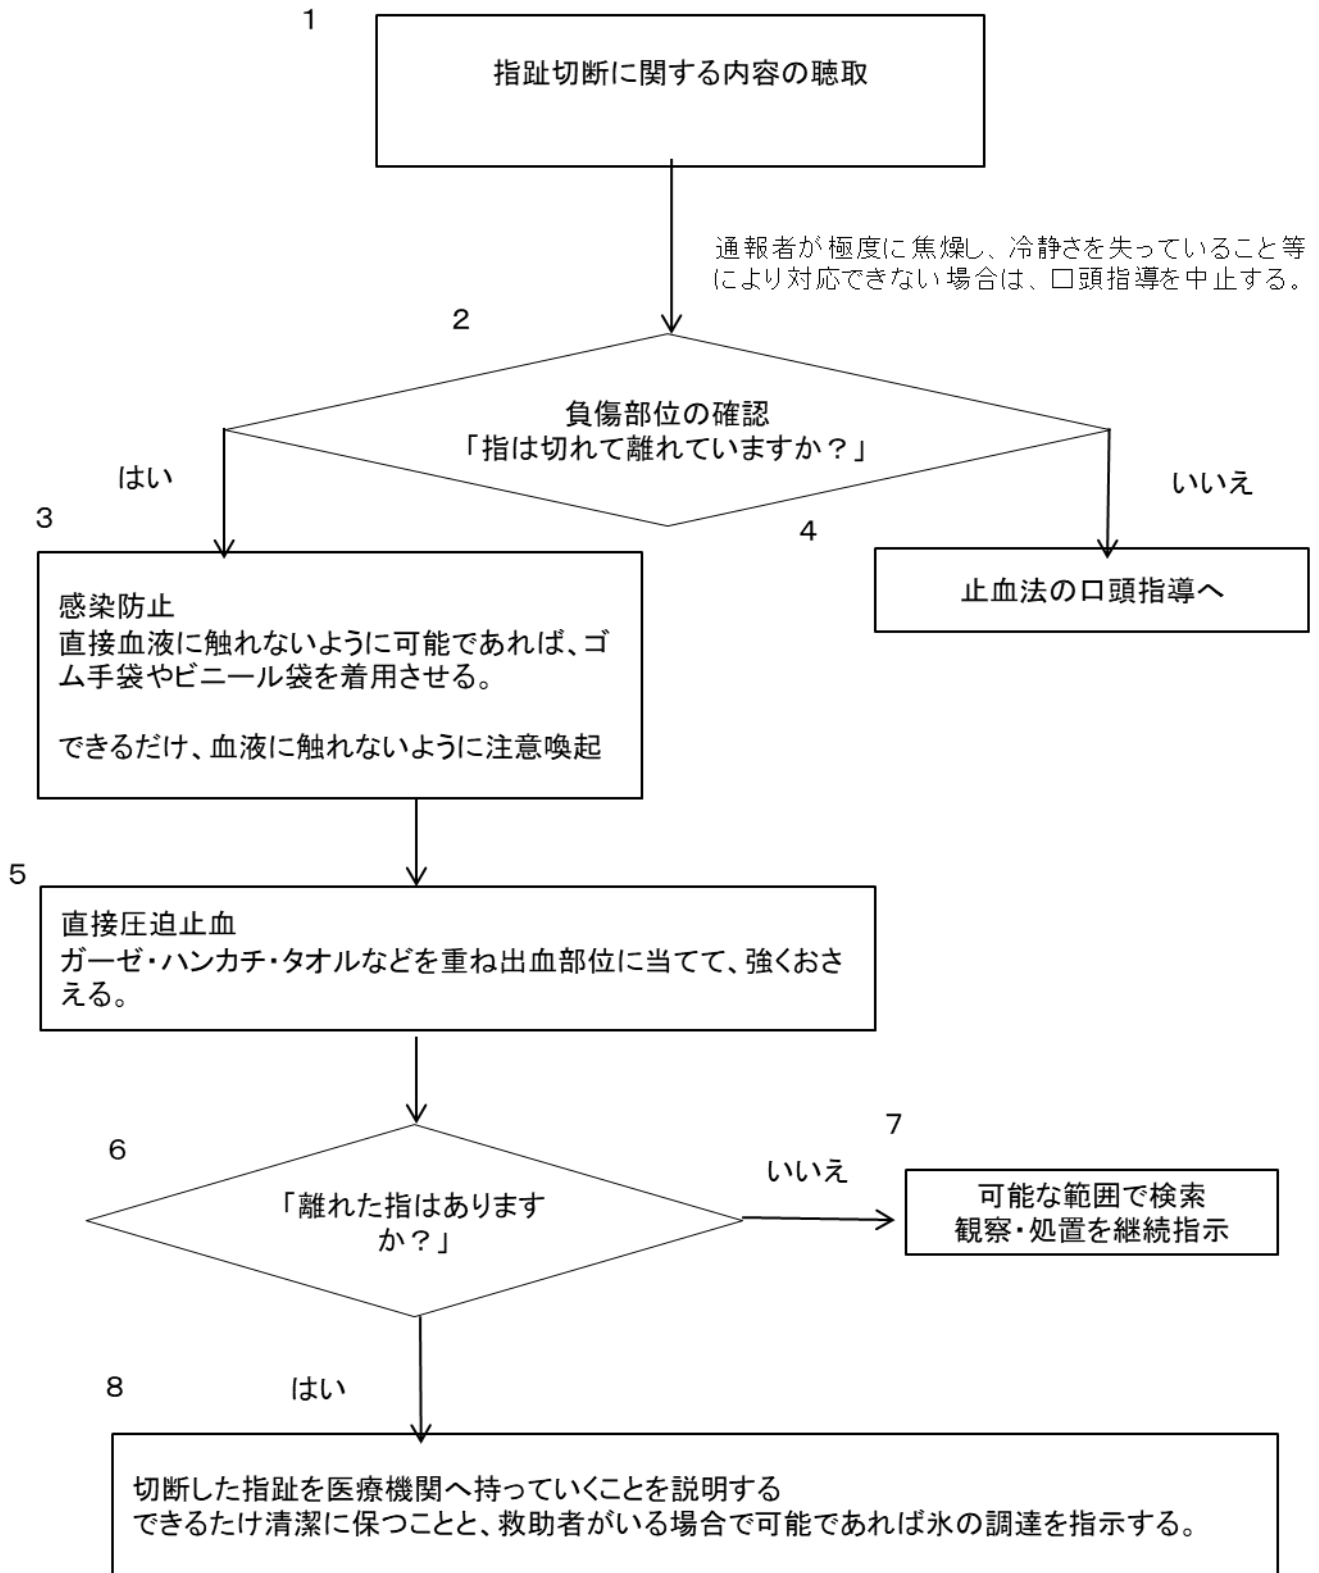 1
指趾切断に関する内容の聴取
通報者が極度に焦燥し、冷静さを失っていること等
により対応できない場合は、口頭指導を中止する。
2
負傷部位の確認
「指は切れて離れていますか？」
はい
いいえ
3
感染防止
直接血液に触れないように可能であれば、ゴ
ム手袋やビニール袋を着用させる。
できるだけ、血液に触れないように注意喚起
4
止血法の口頭指導へ
5
直接圧迫止血
ガーゼ・ハンカチ・タオルなどを重ね出血部位に当てて、強くおさ
える。
6
「離れた指はあります
か？」
いいえ
7
可能な範囲で検索
観察・処置を継続指示
はい
8
切断した指趾を医療機関へ持っていくことを説明する
できるたけ清潔に保つことと、救助者がいる場合で可能であれば氷の調達を指示する。